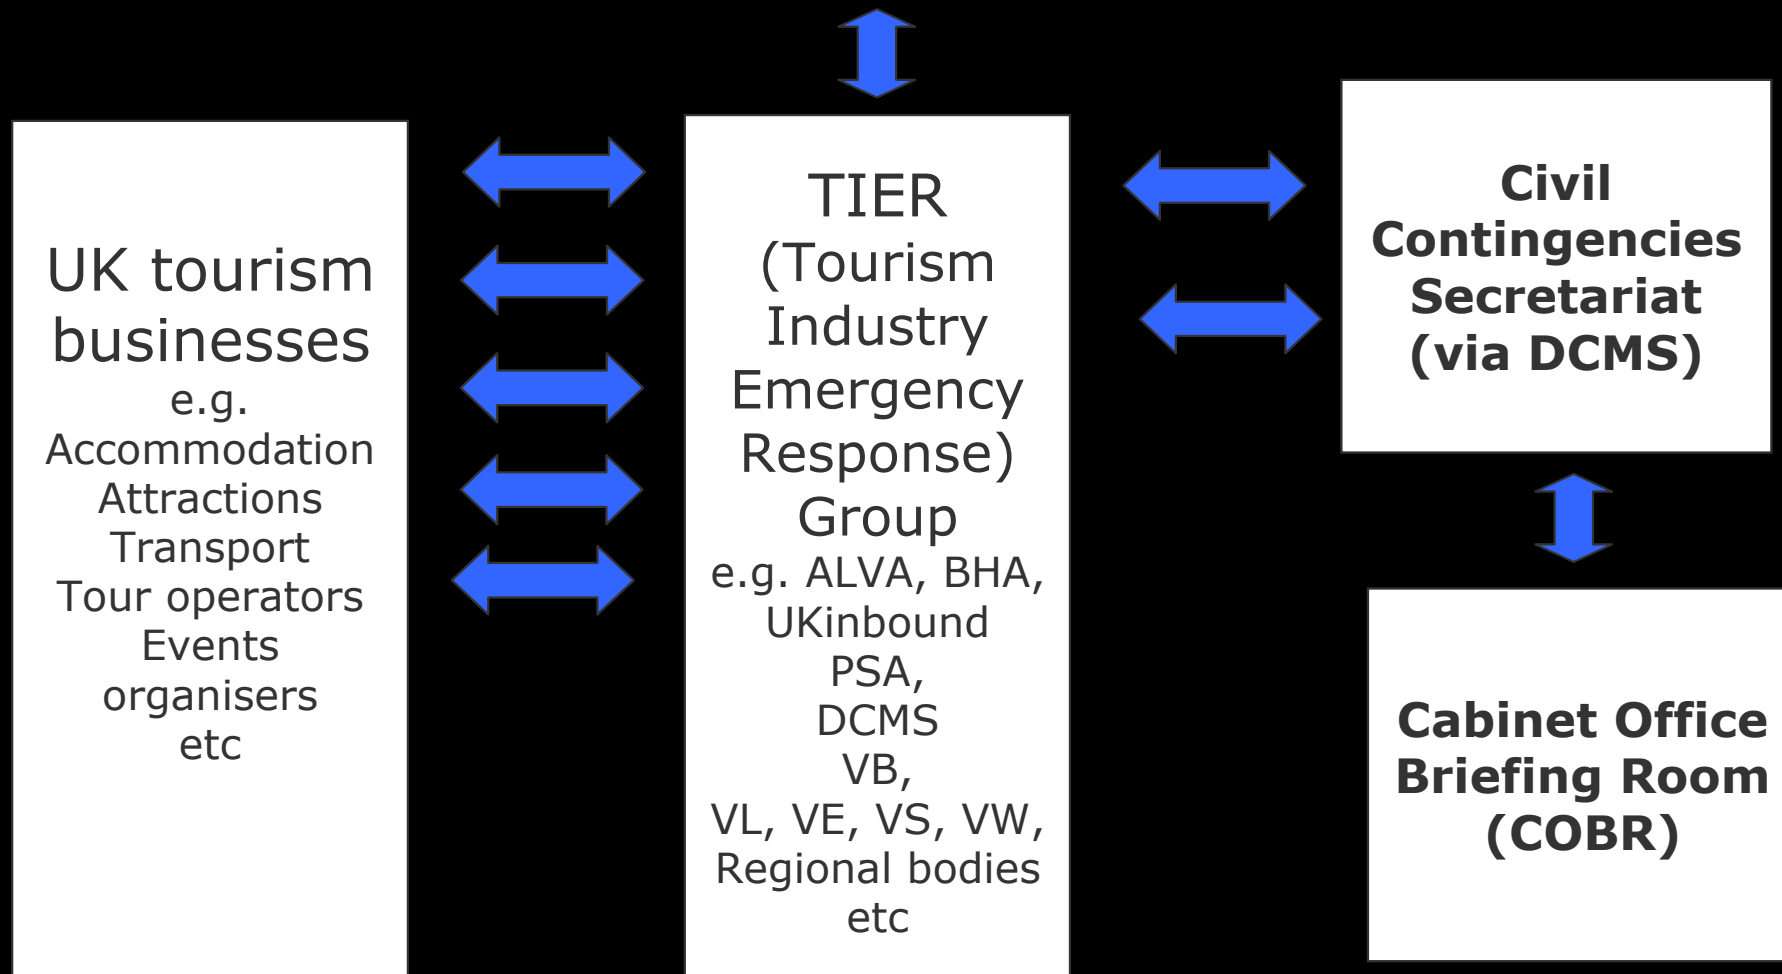 UK tourism
businesses
e.g.
Accommodation
Attractions
Transport
Tour operators
Events
organisers
etc
TIER
(Tourism
Industry
Emergency
Response)
Group
e.g. ALVA, BHA,
UKinbound
PSA,
DCMS
VB,
VL, VE, VS, VW,
Regional bodies
etc
Civil
Contingencies
Secretariat
(via DCMS)
Cabinet Office
Briefing Room
(COBR)